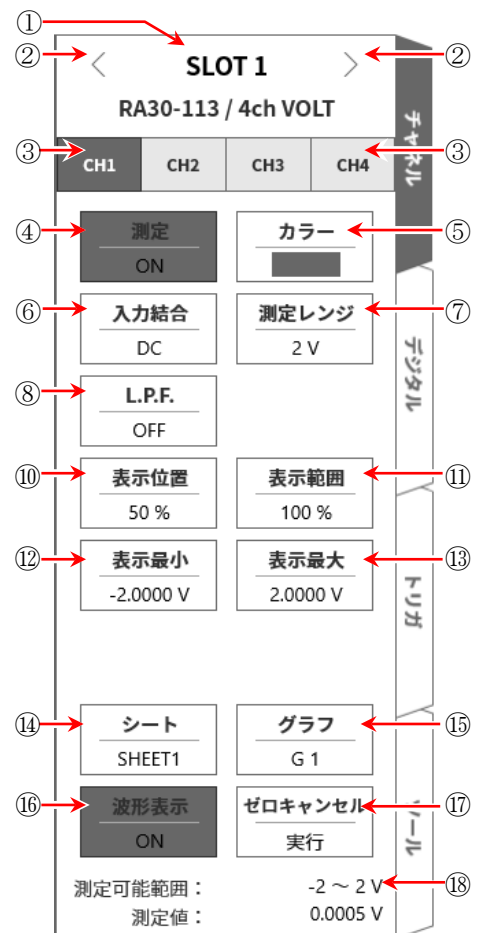 ①
② < SLOT 1 > ②
RA30-113 / 4ch VOLT
チャネル
③ CH1 CH2 CH3 CH4 ③
④ 測定 カラー ⑤
ON
⑥ 入力結合 測定レンジ ⑦
DC 2 V
デジタル
⑧ L.P.F.
OFF
⑩ 表示位置 表示範囲 ⑪
50 % 100 %
⑫ 表示最小 表示最大 ⑬
-2.0000 V 2.0000 V
トリガ
⑭ シート グラフ ⑮
SHEET1 G 1
⑯ 波形表示 ゼロキャンセル ⑰
ON 実行
測定可能範囲： -2 ～ 2 V ⑱
測定値： 0.0005 V